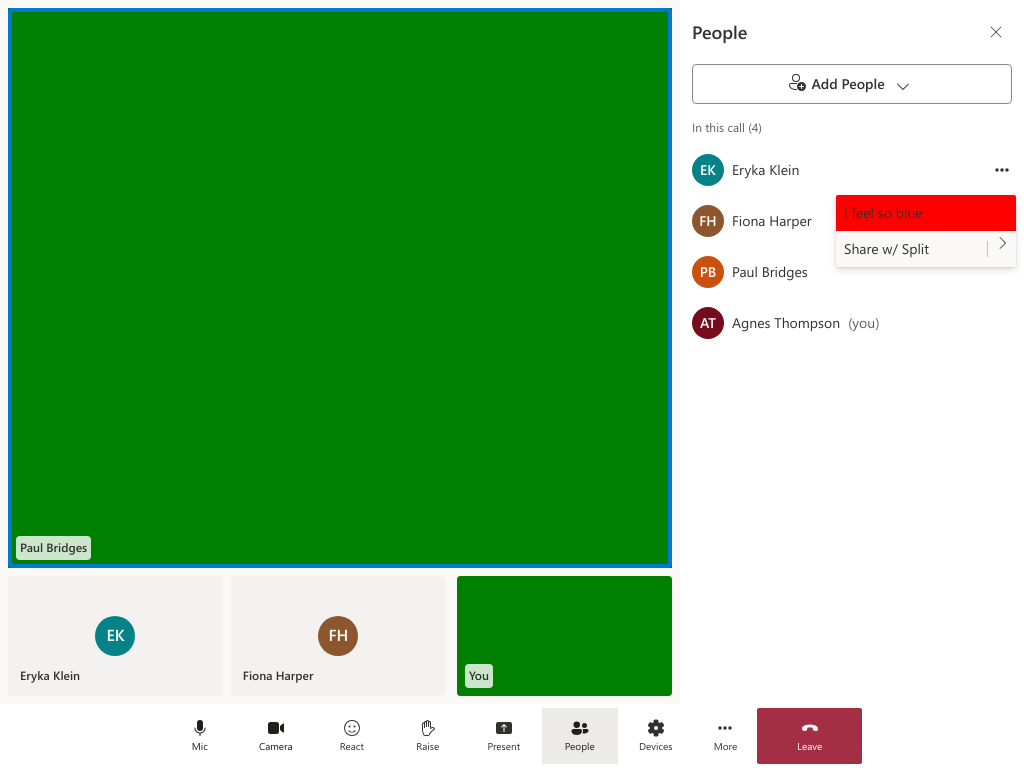 People
Add People
In this call (4)
EK Eryka Klein
I feel so blue
FH Fiona Harper
Share w/ Split
PB Paul Bridges
AT Agnes Thompson (you)
Paul Bridges
EK
Eryka Klein
FH
Fiona Harper
You
Mic Camera React Raise Present People Devices More Leave